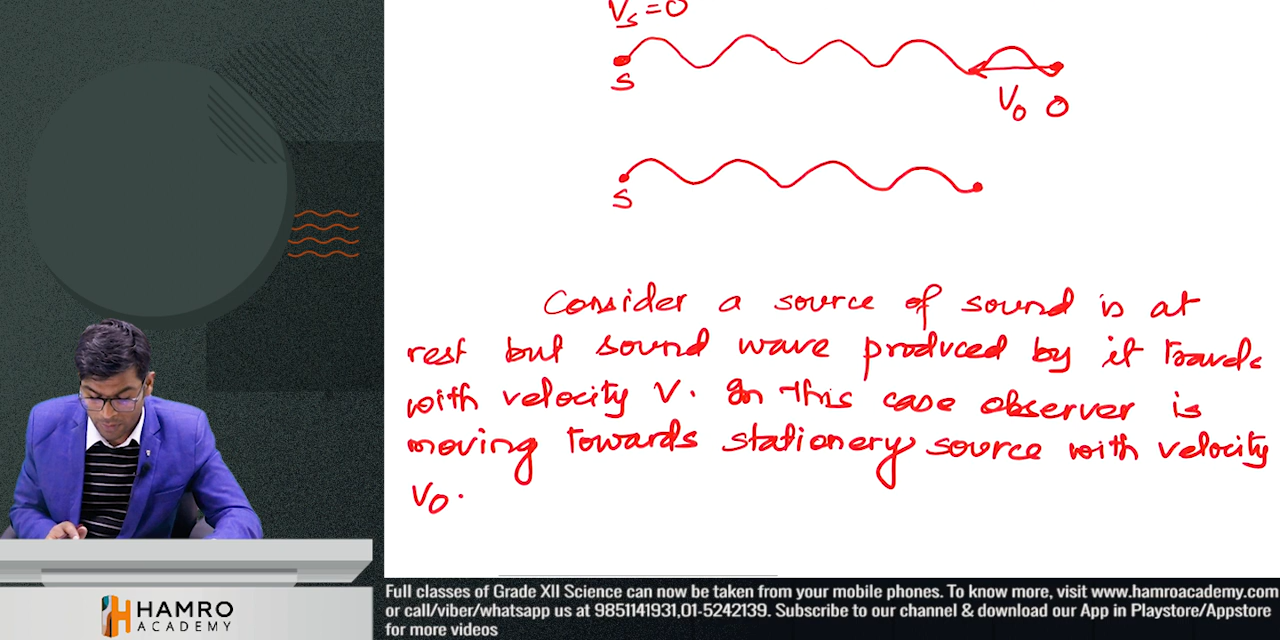 Vs = 0
S
Vo O
S
Consider a source of sound is at
rest but sound wave produced by it travels
with velocity V. In this case observer is
moving towards stationery source with velocity
Vo.
HAMRO
ACADEMY
Full classes of Grade XII Science can now be taken from your mobile phones. To know more, visit www.hamroacademy.com
or call/viber/whatsapp us at 9851141931,01-5242139. Subscribe to our channel & download our App in Playstore/Appstore
for more videos